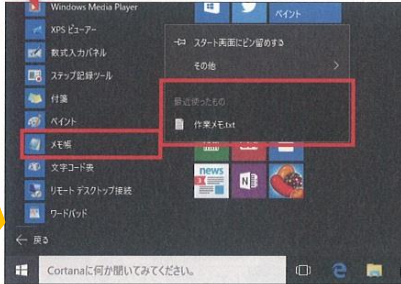 Windows Media Player
XPS ビューアー
数式入力パネル
ステップ記録ツール
付箋
ペイント
メモ帳
文字コード表
リモート デスクトップ接続
ワードパッド
戻る
Cortanaに何か聞いてみてください。
ペイント
スタート画面にピン留めする
その他
最近使ったもの
作業メモ.txt
news
N